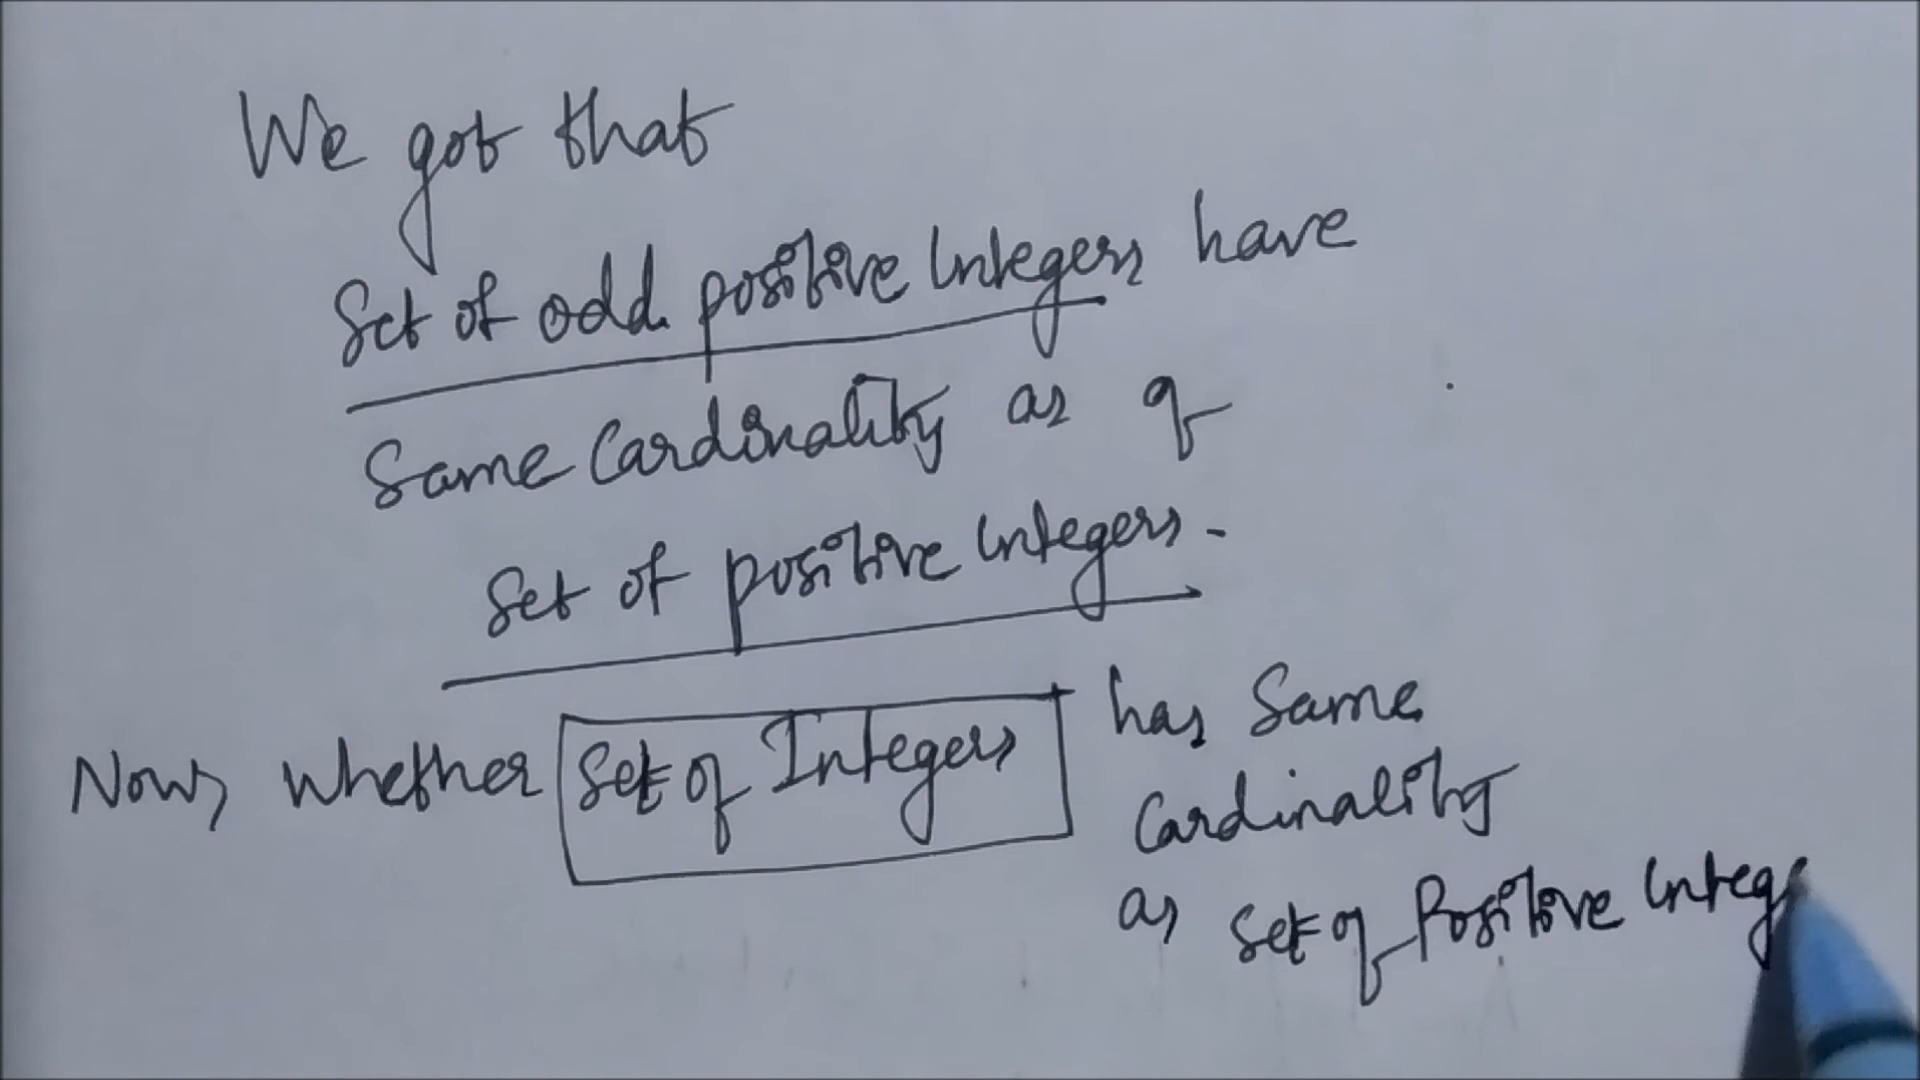 We got that
Set of odd positive Integers have
Same Cardinality as of
Set of positive integers.
Now, whether Set of Integers has Same
Cardinality
as Set of Positive Integ